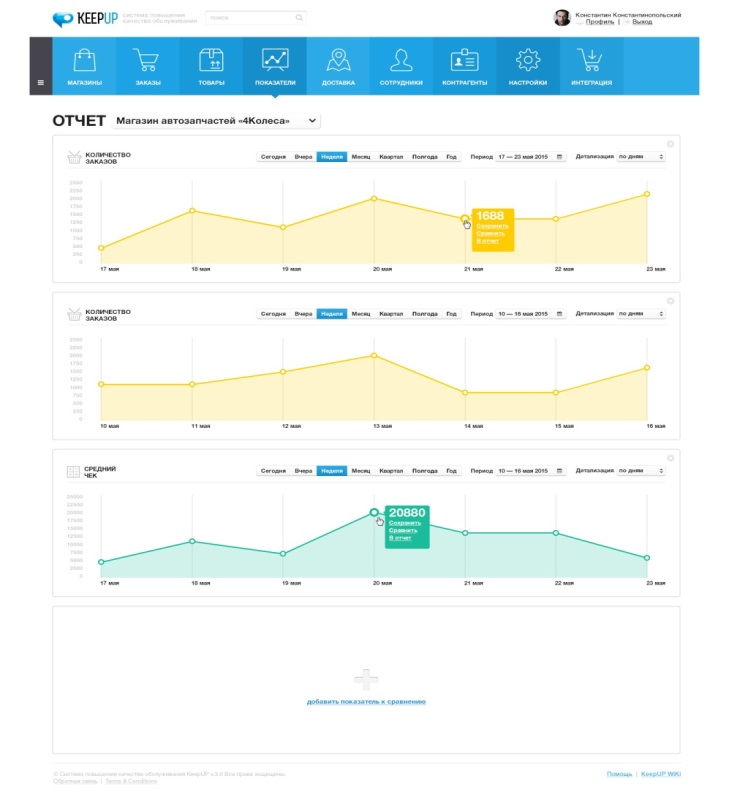 KEEPUP
система повышения
качества обслуживания
поиск
Константин Константинопольский
Профиль | Выход
МАГАЗИНЫ
ЗАКАЗЫ
ТОВАРЫ
ПОКАЗАТЕЛИ
ДОСТАВКА
СОТРУДНИКИ
КОНТРАГЕНТЫ
НАСТРОЙКИ
ИНТЕГРАЦИЯ
ОТЧЕТ Магазин автозапчастей «4Колеса»
КОЛИЧЕСТВО
ЗАКАЗОВ
Сегодня Вчера Неделя Месяц Квартал Полгода Год Период 17 — 23 мая 2015 Детализация по дням
2500
2250
2000
1750
1500
1250
1000
750
500
250
0
1688
Сохранить
Сравнить
В отчет
17 мая 18 мая 19 мая 20 мая 21 мая 22 мая 23 мая
КОЛИЧЕСТВО
ЗАКАЗОВ
Сегодня Вчера Неделя Месяц Квартал Полгода Год Период 10 — 16 мая 2015 Детализация по дням
2500
2250
2000
1750
1500
1250
1000
750
500
250
0
10 мая 11 мая 12 мая 13 мая 14 мая 15 мая 16 мая
СРЕДНИЙ
ЧЕК
Сегодня Вчера Неделя Месяц Квартал Полгода Год Период 10 — 16 мая 2015 Детализация по дням
25000
22500
20000
17500
15000
12500
10000
7500
5000
2500
0
20880
Сохранить
Сравнить
В отчет
17 мая 18 мая 19 мая 20 мая 21 мая 22 мая 23 мая
добавить показатель к сравнению
© Система повышения качества обслуживания KeepUP v.3.0 Все права защищены.
Обратная связь | Terms & Conditions
Помощь | KeepUP WIKI